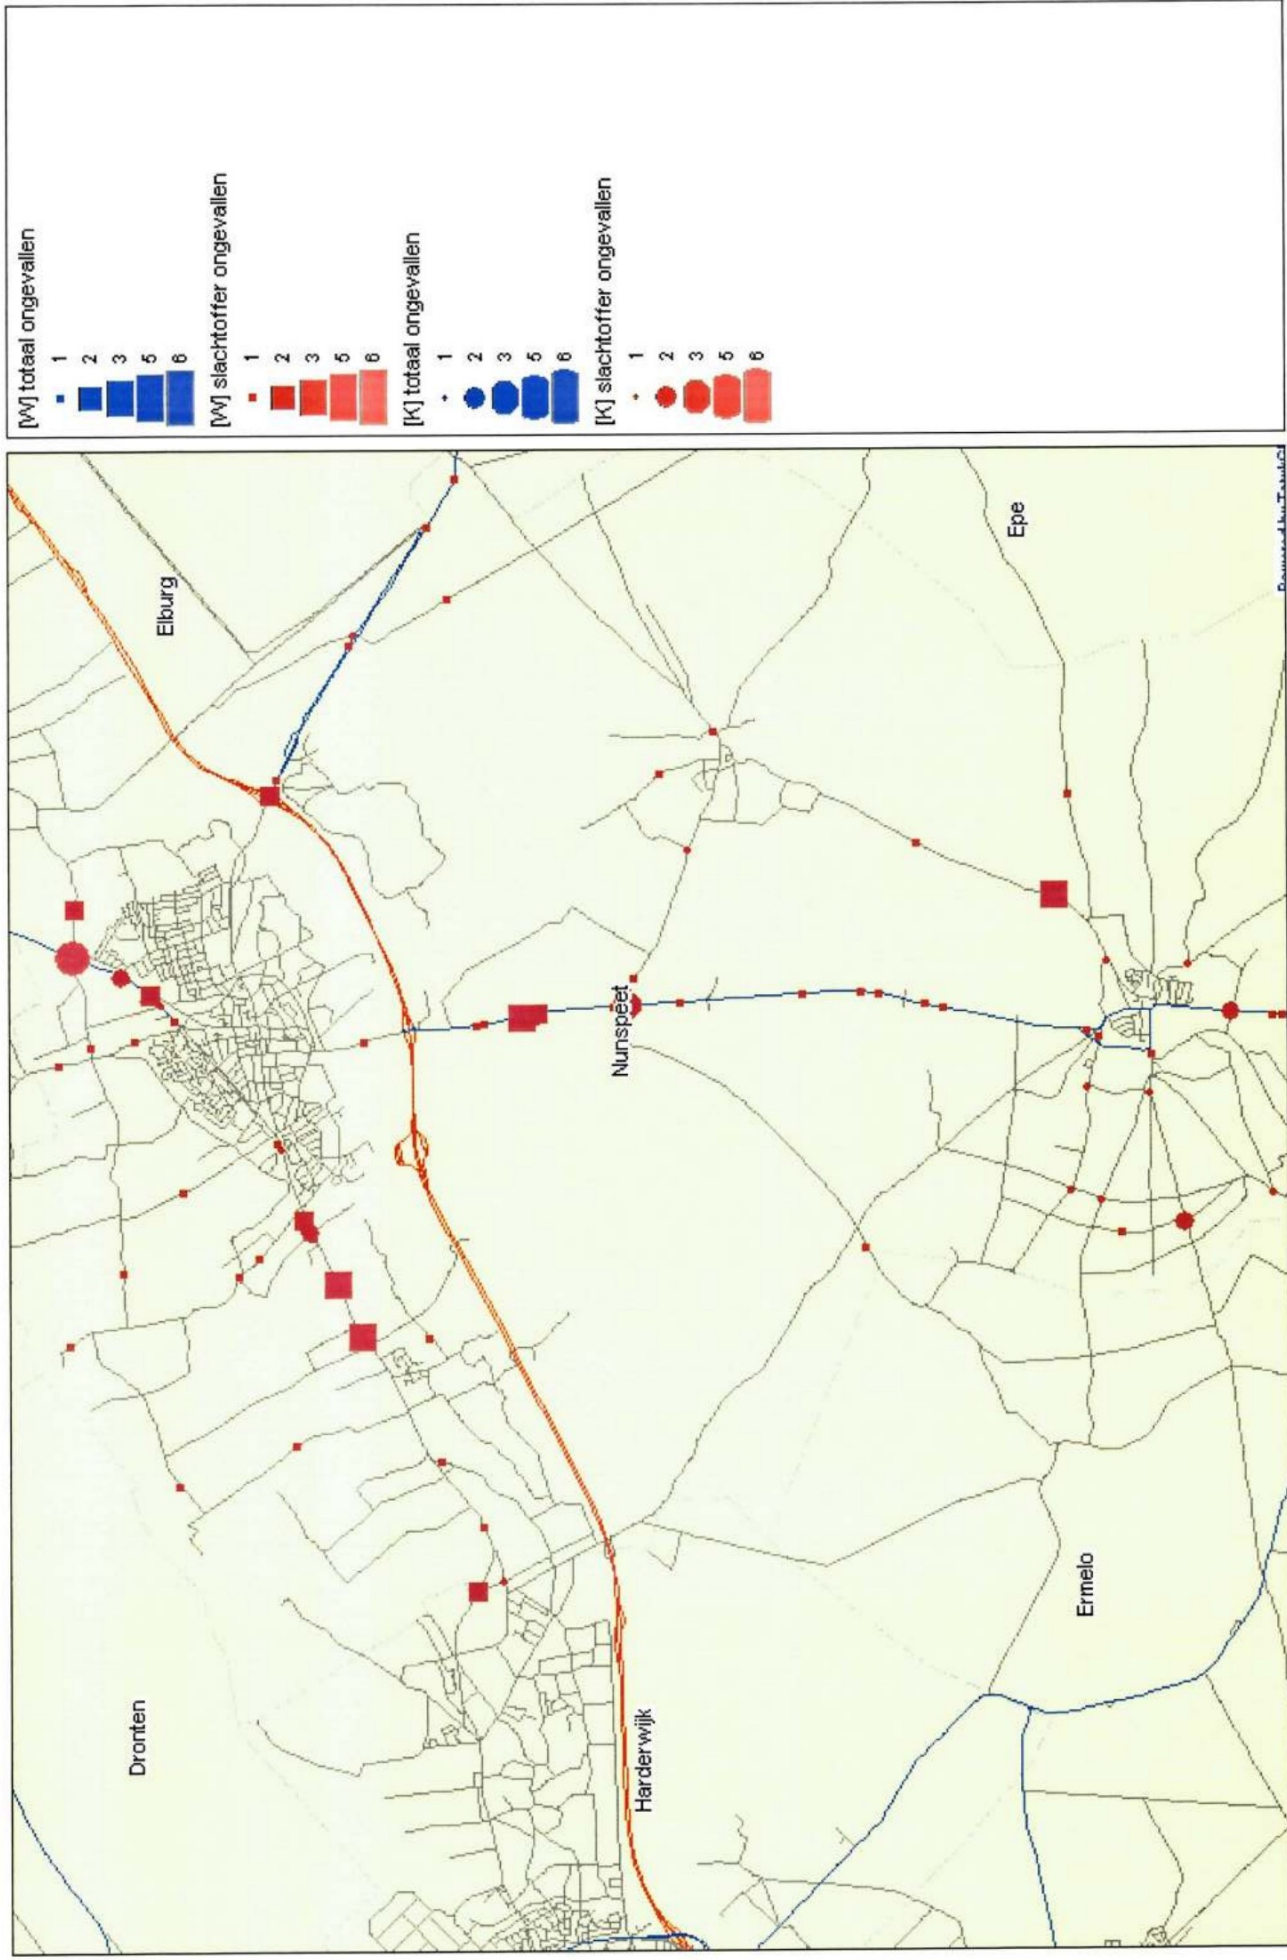 [W] totaal ongevallen
1
2
3
5
6
[W] slachtoffer ongevallen
1
2
3
5
6
[K] totaal ongevallen
1
2
3
5
6
[K] slachtoffer ongevallen
1
2
3
5
6
Elburg
Epe
Nunspeet
Dronten
Harderwijk
Ermelo